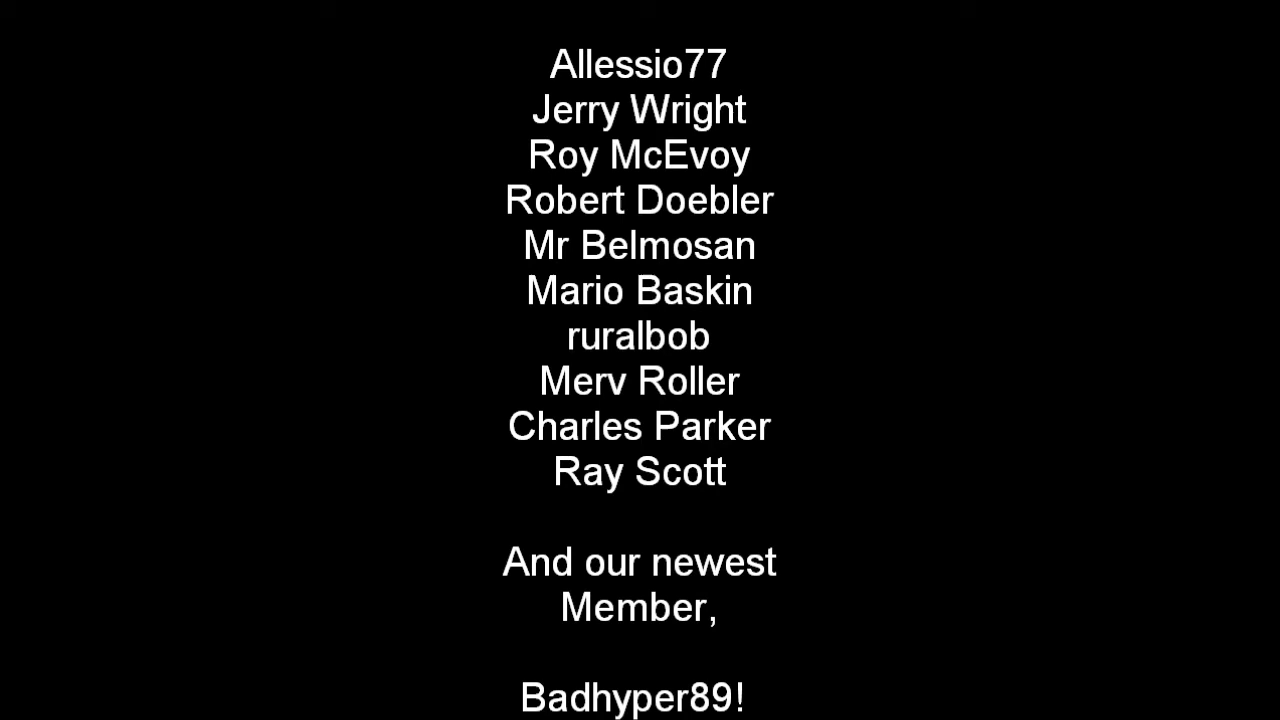 Allessio77
Jerry Wright
Roy McEvoy
Robert Doebler
Mr Belmosan
Mario Baskin
ruralbob
Merv Roller
Charles Parker
Ray Scott
And our newest
Member,
Badhyper89!